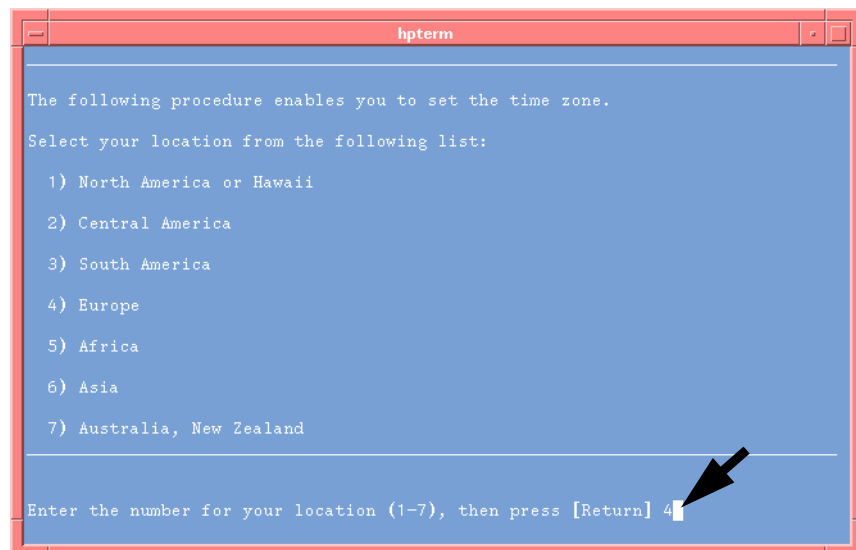 hpterm
The following procedure enables you to set the time zone.
Select your location from the following list:
1) North America or Hawaii
2) Central America
3) South America
4) Europe
5) Africa
6) Asia
7) Australia, New Zealand
Enter the number for your location (1-7), then press [Return] 4